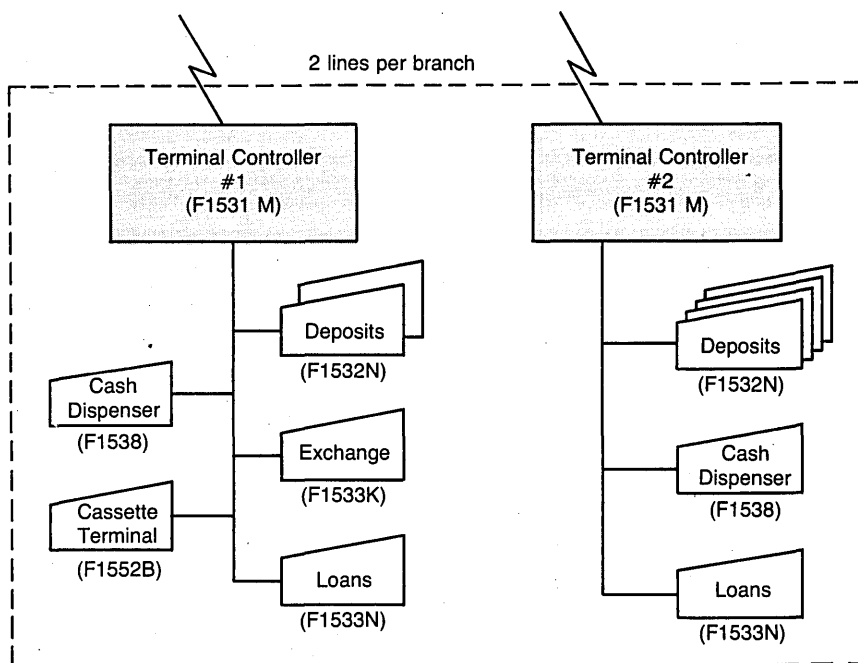 2 lines per branch
Terminal Controller
#1
(F1531 M)
Deposits
(F1532N)
Cash
Dispenser
(F1538)
Exchange
(F1533K)
Cassette
Terminal
(F1552B)
Loans
(F1533N)
Terminal Controller
#2
(F1531 M)
Deposits
(F1532N)
Cash
Dispenser
(F1538)
Loans
(F1533N)